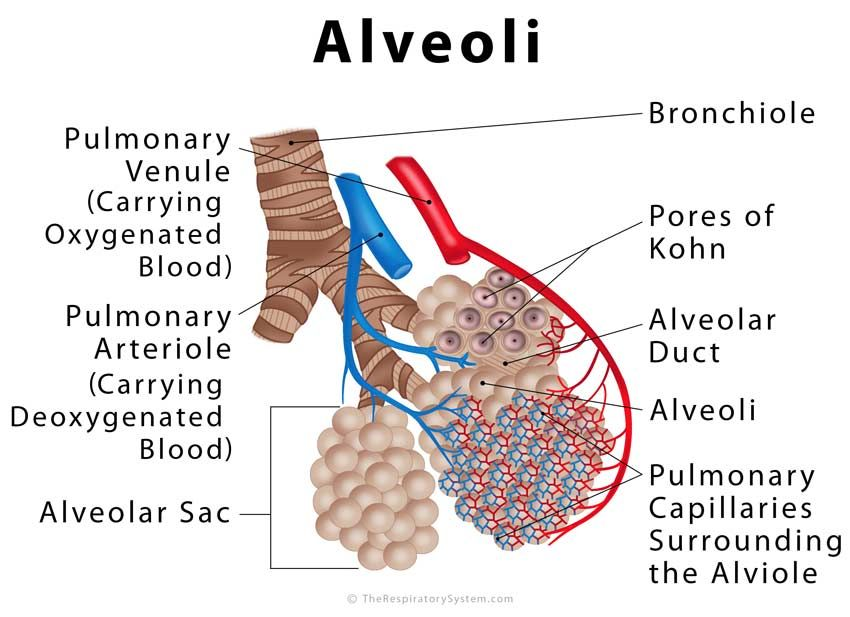 Alveoli
Pulmonary
Venule
(Carrying
Oxygenated
Blood)
Pulmonary
Arteriole
(Carrying
Deoxygenated
Blood)
Alveolar Sac
Bronchiole
Pores of
Kohn
Alveolar
Duct
Alveoli
Pulmonary
Capillaries
Surrounding
the Alviole
© TheRespiratorySystem.com